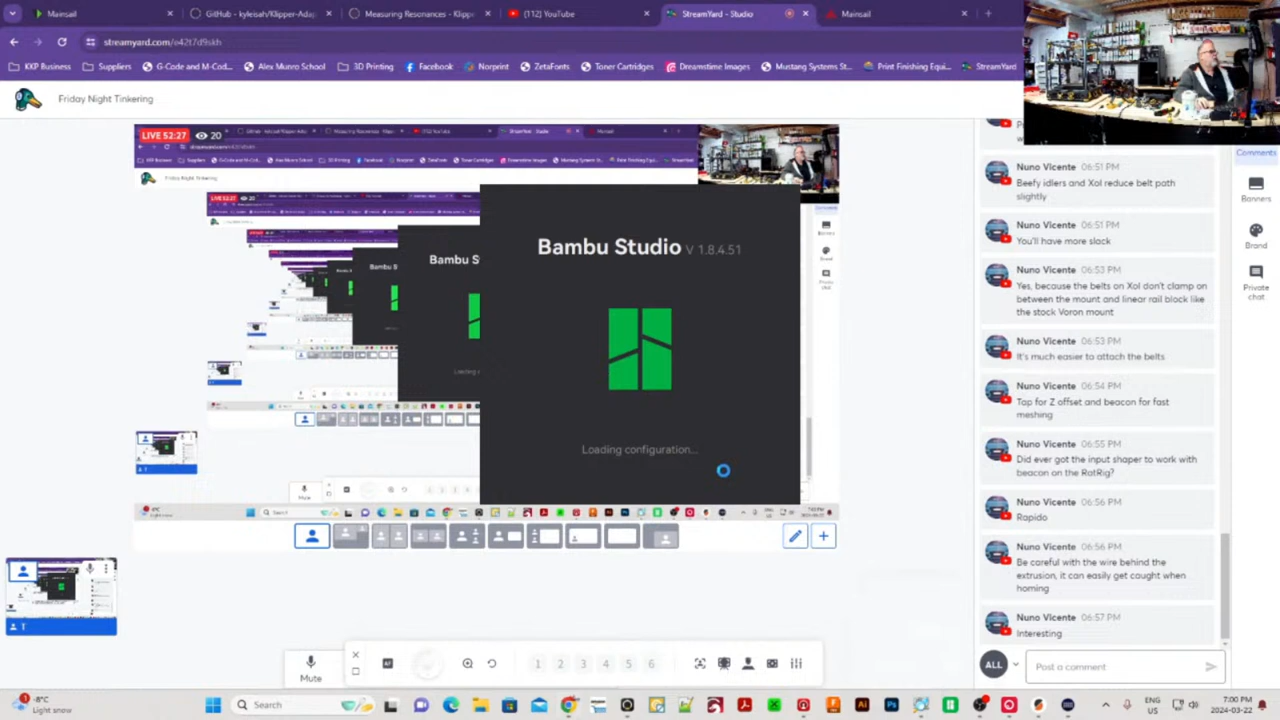 Mainsail
GitHub - kyleisah/Klipper-Adap
Measuring Resonances - Klipp
(112) YouTube
StreamYard - Studio
Mainsail
streamyard.com/e42t7d9skh
KKP Business
Suppliers
G-Code and M-Cod...
Alex Munro School
3D Printing
Facebook
Norprint
ZetaFonts
Toner Cartridges
Dreamstime Images
Mustang Systems St...
Print Finishing Equi...
StreamYard
Friday Night Tinkering
LIVE 52:27
20
Friday Night Tinkering
Bambu Studio V 1.8.4.51
Bambu S
Loading configuration...
Nuno Vicente 06:51 PM
Beefy idlers and Xol reduce belt path
slightly
Nuno Vicente 06:51 PM
You'll have more slack
Nuno Vicente 06:53 PM
Yes, because the belts on Xol don't clamp on
between the mount and linear rail block like
the stock Voron mount
Nuno Vicente 06:53 PM
It's much easier to attach the belts
Nuno Vicente 06:54 PM
Tap for Z offset and beacon for fast
meshing
Nuno Vicente 06:55 PM
Did ever got the input shaper to work with
beacon on the RatRig?
Nuno Vicente 06:56 PM
Rapido
Nuno Vicente 06:56 PM
Be careful with the wire behind the
extrusion, it can easily get caught when
homing
Nuno Vicente 06:57 PM
Interesting
ALL
Post a comment
Comments
Banners
Brand
Private
chat
Mute
1 2 3 4 5 6
-8°C
Light snow
Search
ENG
US
7:00 PM
2024-03-22